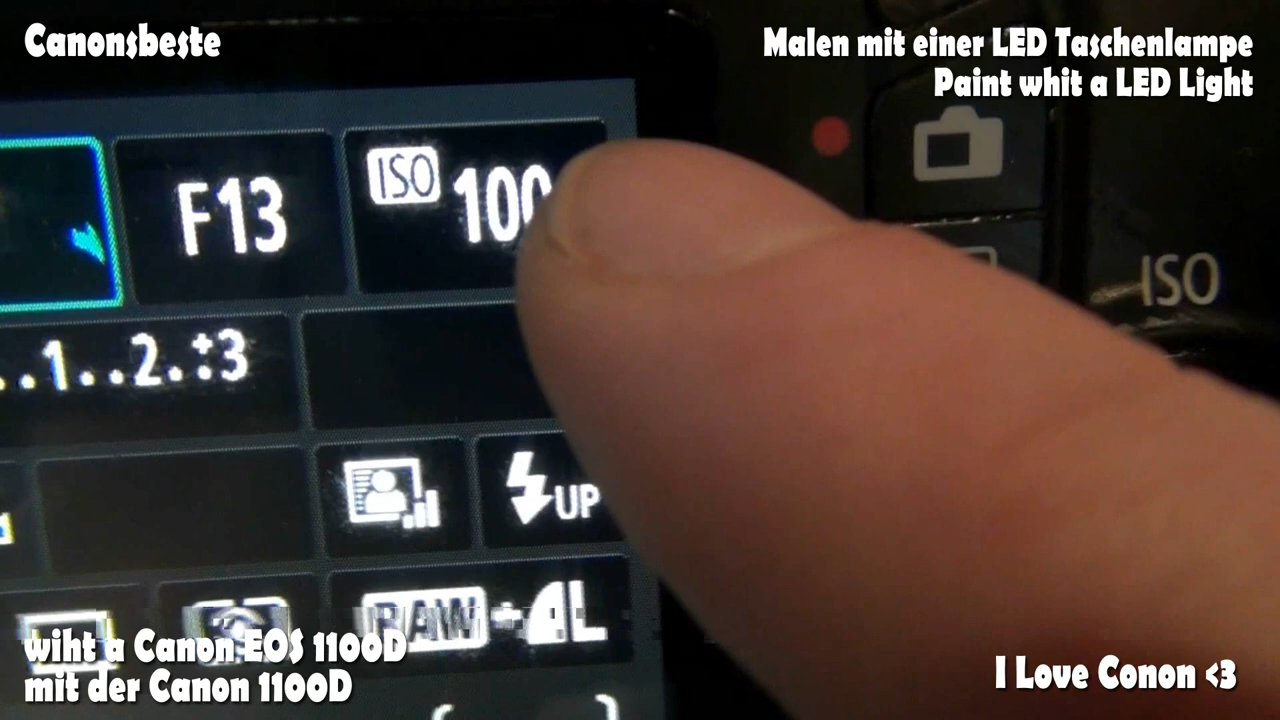 Canonsbeste
Malen mit einer LED Taschenlampe
Paint whit a LED Light
F13
ISO 100
ISO
..1..2.:3
UP
RAW+L
wiht a Canon EOS 1100D
mit der Canon 1100D
I Love Conon <3